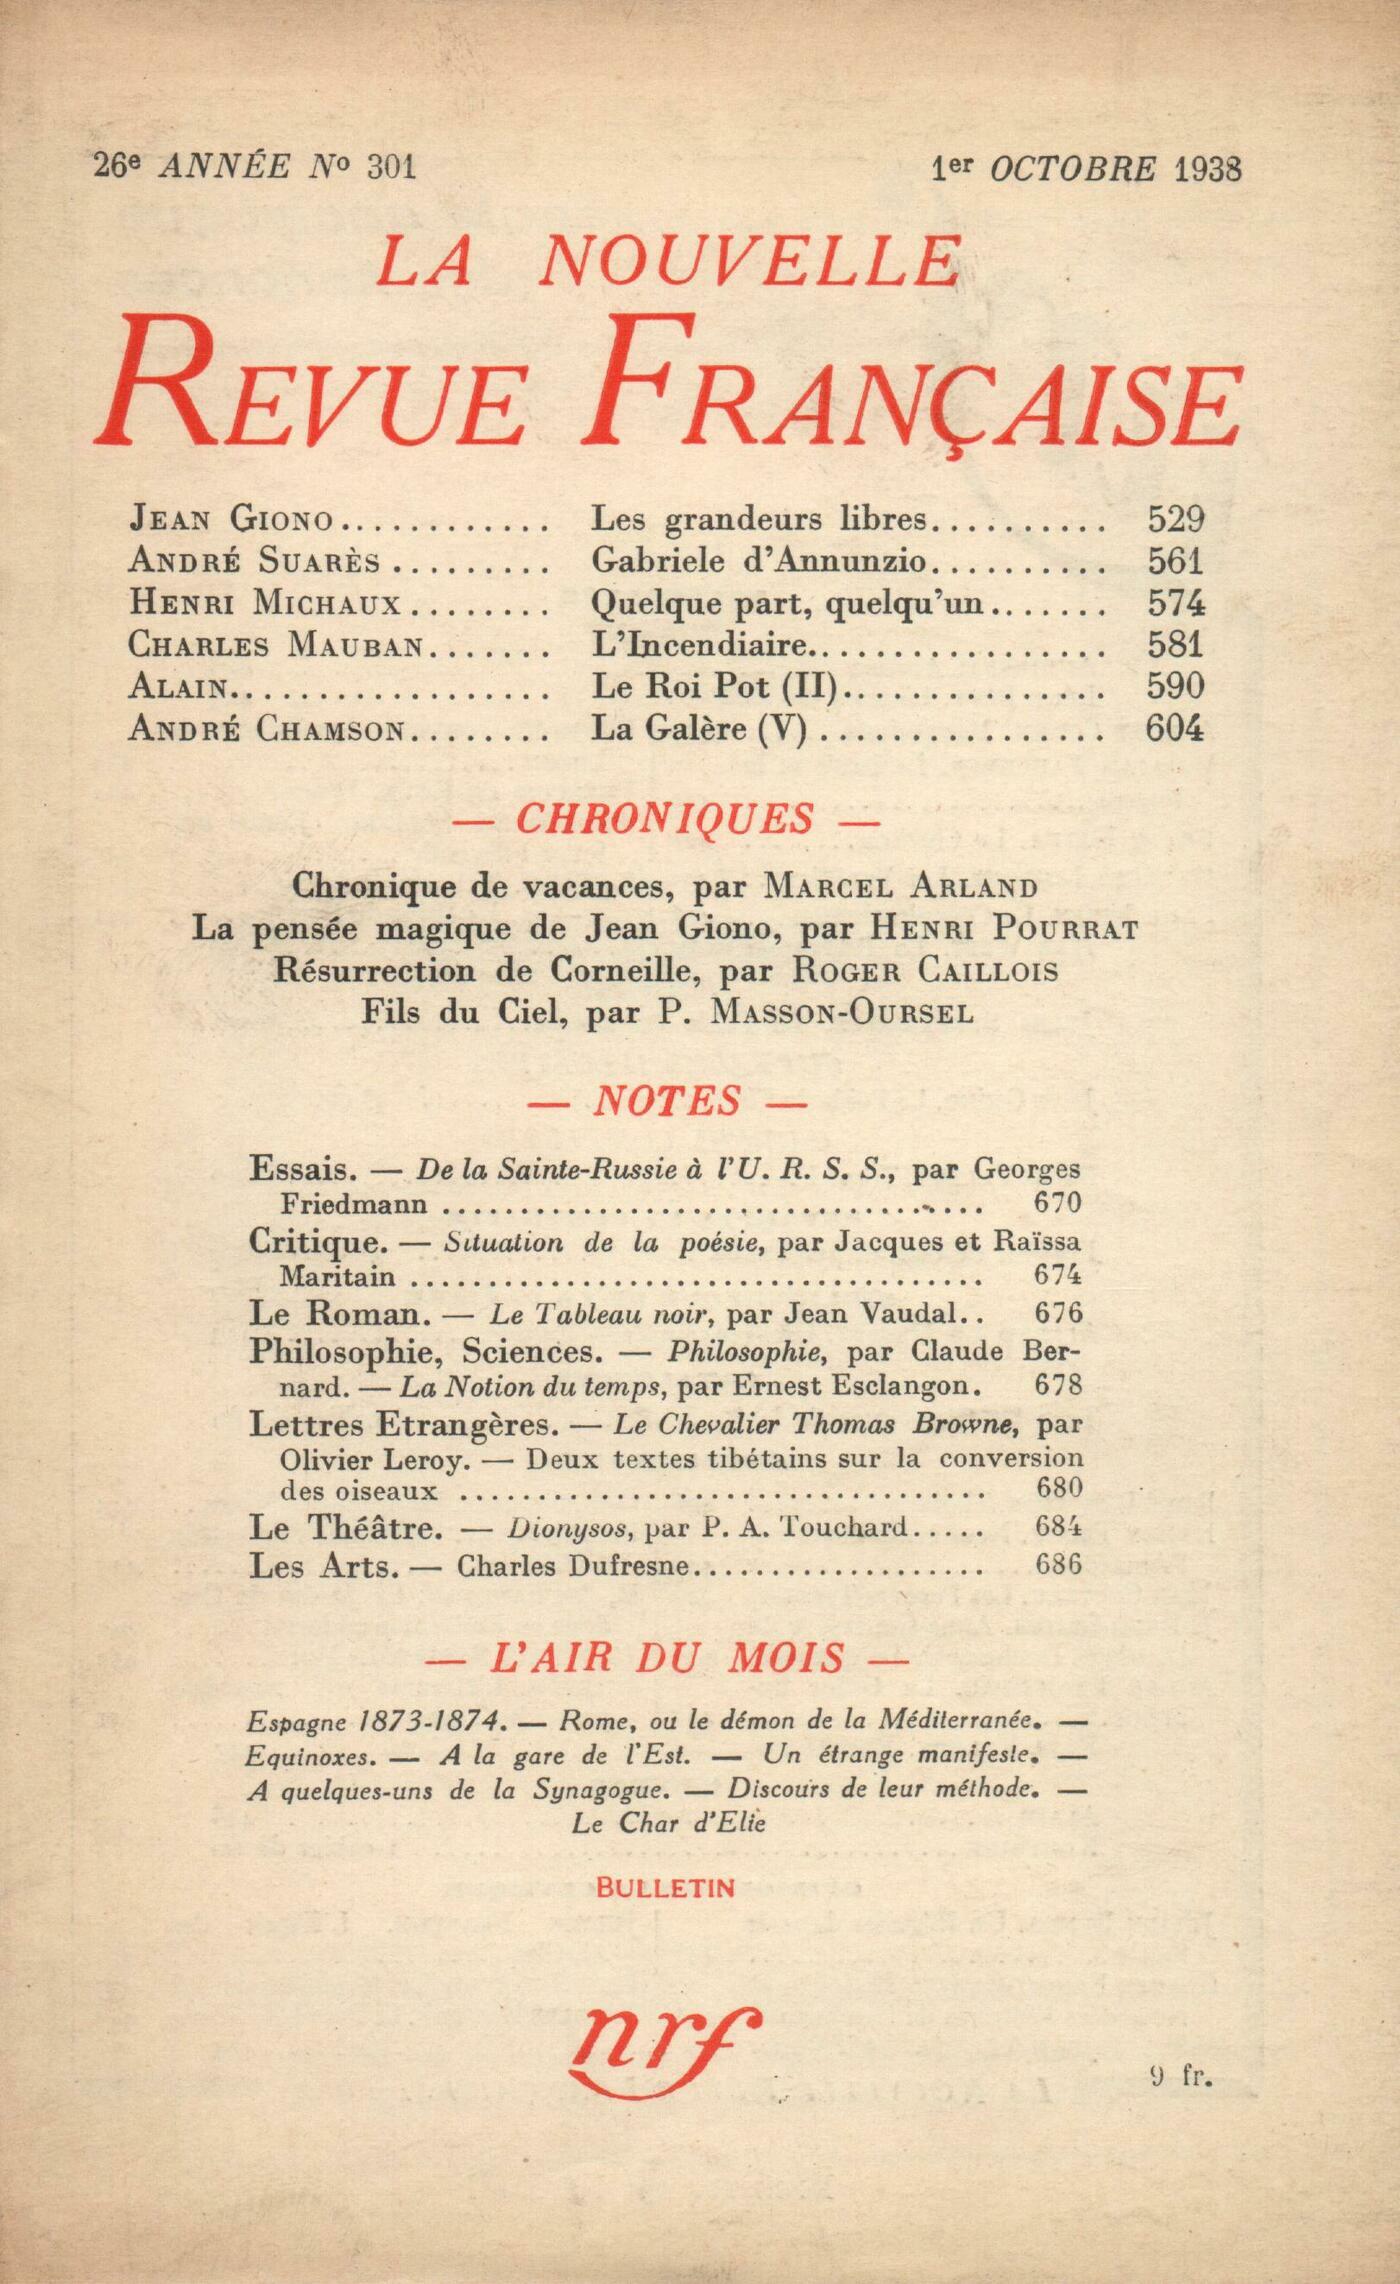 26e ANNÉE No 301 1er OCTOBRE 1938
LA NOUVELLE
REVUE FRANÇAISE
JEAN GIONO............ Les grandeurs libres.......... 529
ANDRÉ SUARÈS ......... Gabriele d'Annunzio.......... 561
HENRI MICHAUX........ Quelque part, quelqu'un....... 574
CHARLES MAUBAN....... L'Incendiaire................. 581
ALAIN.................. Le Roi Pot (II)............... 590
ANDRÉ CHAMSON........ La Galère (V) ................ 604
— CHRONIQUES —
Chronique de vacances, par MARCEL ARLAND
La pensée magique de Jean Giono, par HENRI POURRAT
Résurrection de Corneille, par ROGER CAILLOIS
Fils du Ciel, par P. MASSON-OURSEL
— NOTES —
Essais. — De la Sainte-Russie à l'U. R. S. S., par Georges
Friedmann ................................... 670
Critique. — Situation de la poésie, par Jacques et Raïssa
Maritain ..................................... 674
Le Roman. — Le Tableau noir, par Jean Vaudal.. 676
Philosophie, Sciences. — Philosophie, par Claude Ber-
nard. — La Notion du temps, par Ernest Esclangon. 678
Lettres Etrangères. — Le Chevalier Thomas Browne, par
Olivier Leroy. — Deux textes tibétains sur la conversion
des oiseaux .................................. 680
Le Théâtre. — Dionysos, par P. A. Touchard..... 684
Les Arts. — Charles Dufresne................... 686
— L'AIR DU MOIS —
Espagne 1873-1874. — Rome, ou le démon de la Méditerranée. —
Equinoxes. — A la gare de l'Est. — Un étrange manifeste. —
A quelques-uns de la Synagogue. — Discours de leur méthode. —
Le Char d'Elie
BULLETIN
nrf
9 fr.